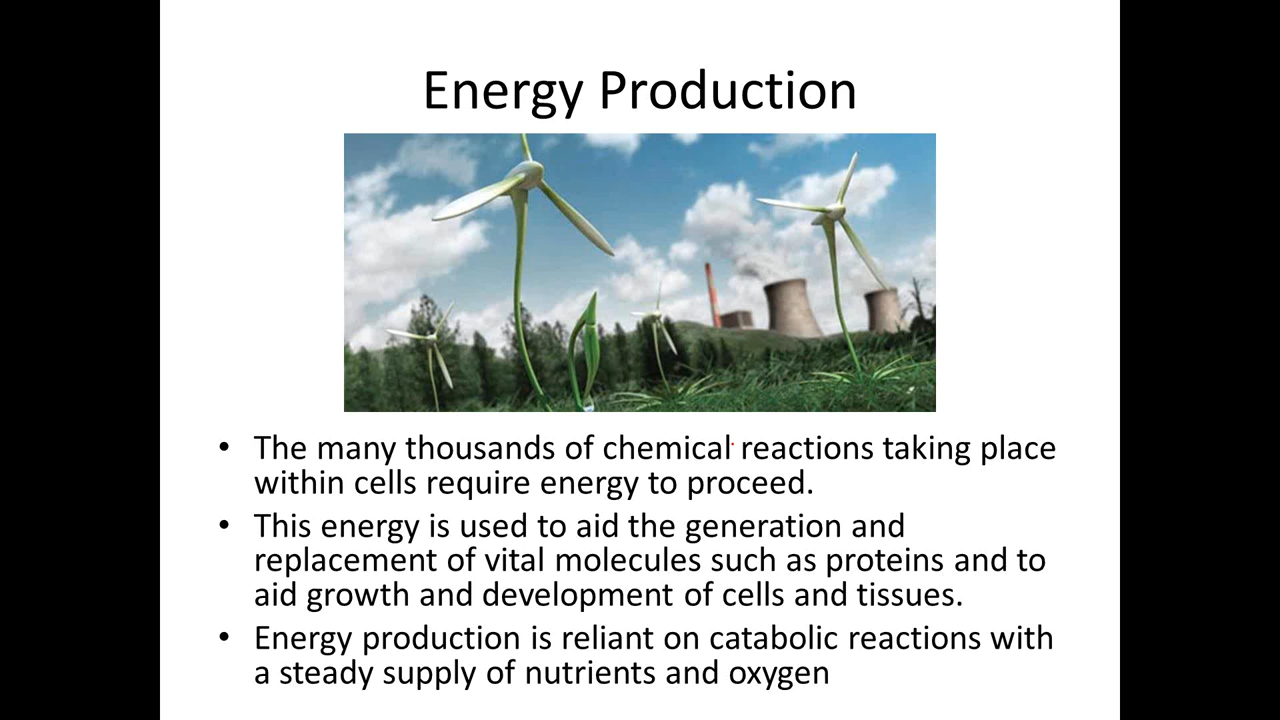 Energy Production
• The many thousands of chemical reactions taking place
within cells require energy to proceed.
• This energy is used to aid the generation and
replacement of vital molecules such as proteins and to
aid growth and development of cells and tissues.
• Energy production is reliant on catabolic reactions with
a steady supply of nutrients and oxygen